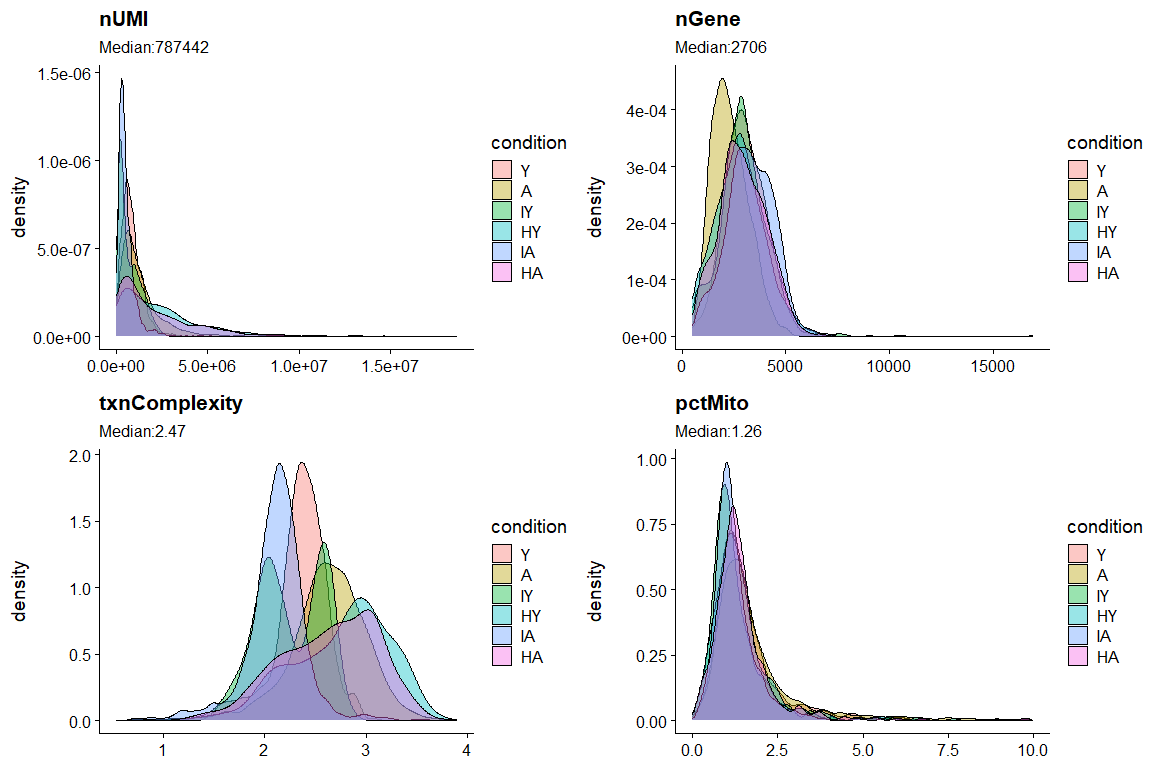 nUMI
Median:787442
density
1.5e-06
1.0e-06
5.0e-07
0.0e+00
0.0e+00
5.0e+06
1.0e+07
1.5e+07
condition
Y
A
IY
HY
IA
HA
nGene
Median:2706
density
4e-04
3e-04
2e-04
1e-04
0e+00
0
5000
10000
15000
condition
Y
A
IY
HY
IA
HA
txnComplexity
Median:2.47
density
2.0
1.5
1.0
0.5
0.0
1
2
3
4
condition
Y
A
IY
HY
IA
HA
pctMito
Median:1.26
density
1.00
0.75
0.50
0.25
0.00
0.0
2.5
5.0
7.5
10.0
condition
Y
A
IY
HY
IA
HA